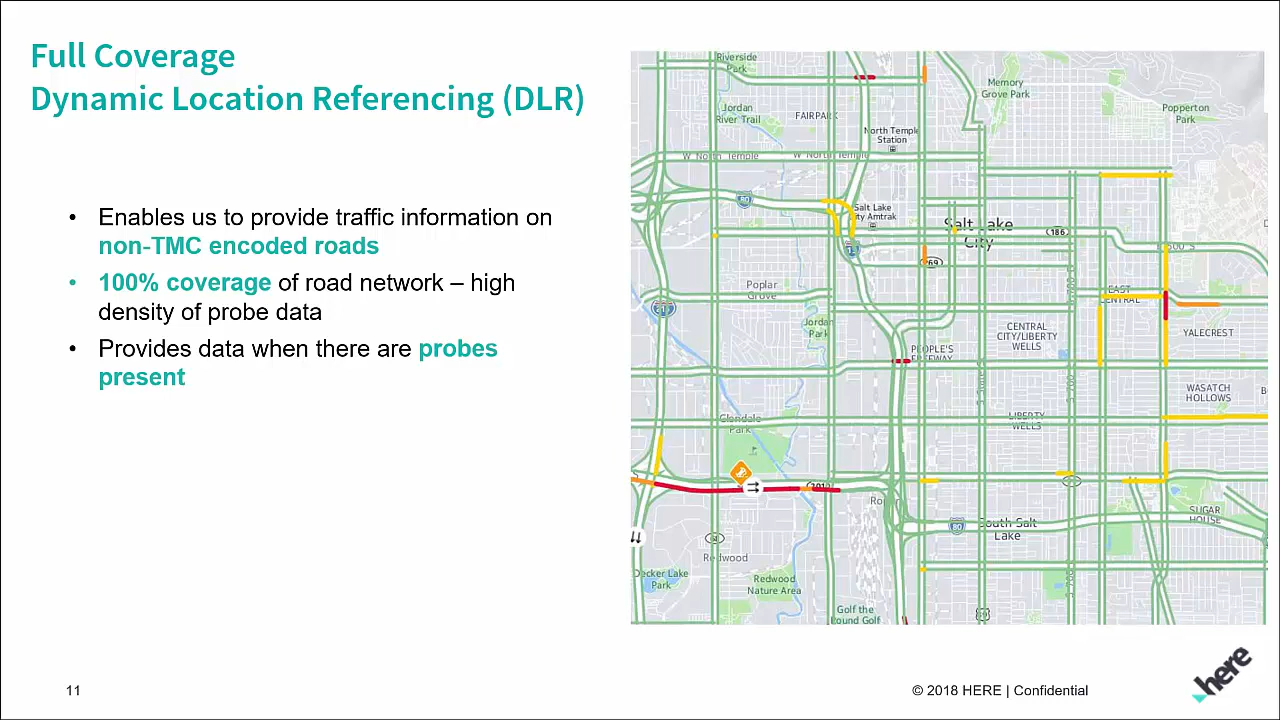 Full Coverage
Dynamic Location Referencing (DLR)
• Enables us to provide traffic information on
non-TMC encoded roads
• 100% coverage of road network – high
density of probe data
• Provides data when there are probes
present
Riverside
Park
Memory
Grove Park
Popperton
Park
Jordan
River Trail
FAIRPARK
North Temple
Station
W North Temple
W North Temple
80
Salt Lake
City Amtrak
Salt Lake
City
186
E 500 S
269
Poplar
Grove
EAST
CENTRAL
Jordan
Park
CENTRAL
CITY/LIBERTY
WELLS
YALECREST
PEOPLE'S
FREEWAY
WASATCH
HOLLOWS
Glendale
Park
LIBERTY
WELLS
201
SUGAR
HOUSE
80
South Salt
Lake
Redwood
Decker Lake
Park
Redwood
Nature Area
Golf the
Round Golf
11
© 2018 HERE | Confidential
here